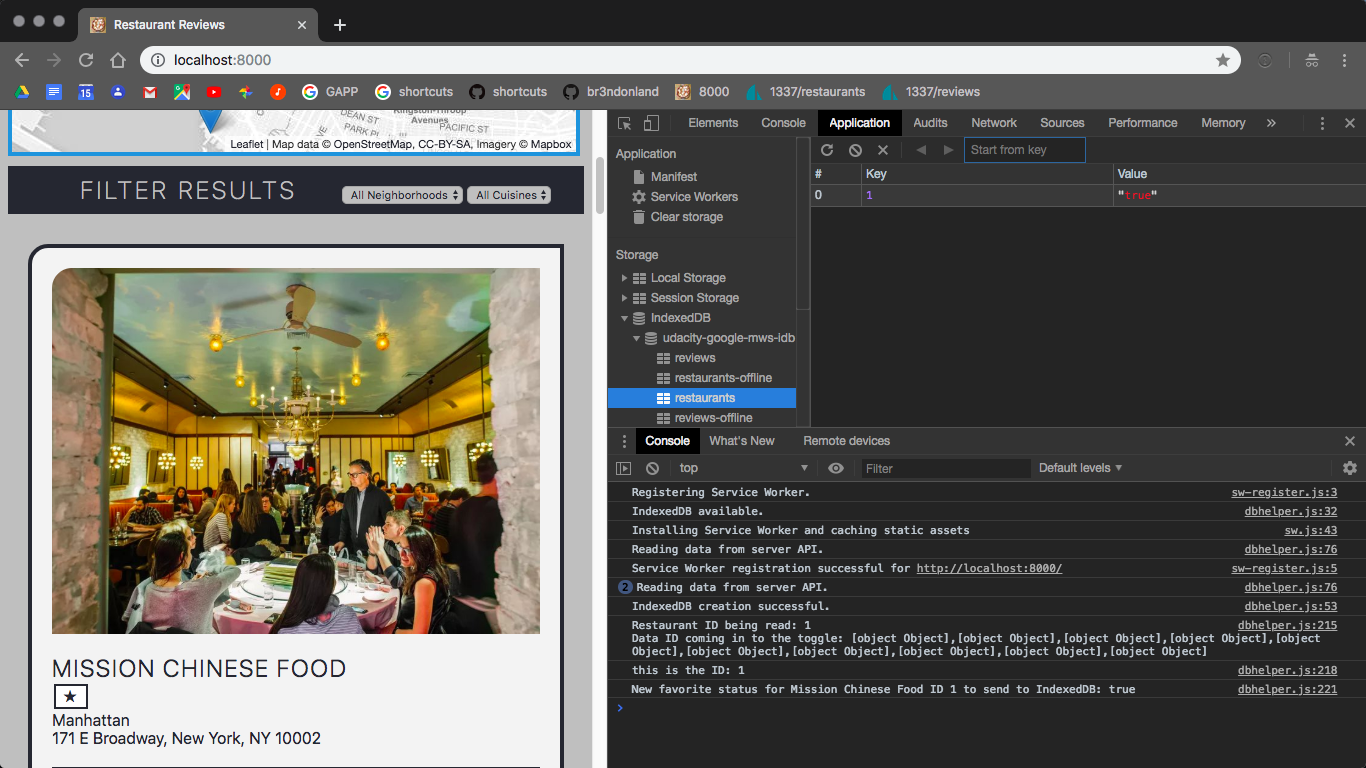 Restaurant Reviews
localhost:8000
15
GAPP
shortcuts
shortcuts
br3ndonland
8000
1337/restaurants
1337/reviews
DEAN ST
Kingston-Throop
Avenues
PARK PL
PACIFIC ST
Leaflet | Map data © OpenStreetMap, CC-BY-SA, Imagery © Mapbox
FILTER RESULTS
All Neighborhoods
All Cuisines
MISSION CHINESE FOOD
★
Manhattan
171 E Broadway, New York, NY 10002
Elements Console Application Audits Network Sources Performance Memory »
Application
Manifest
Service Workers
Clear storage
Storage
Local Storage
Session Storage
IndexedDB
udacity-google-mws-idb
reviews
restaurants-offline
restaurants
reviews-offline
Start from key
# Key Value
0 1 "true"
Console What's New Remote devices
top Filter Default levels
Registering Service Worker. sw-register.js:3
IndexedDB available. dbhelper.js:32
Installing Service Worker and caching static assets sw.js:43
Reading data from server API. dbhelper.js:76
Service Worker registration successful for http://localhost:8000/ sw-register.js:5
2 Reading data from server API. dbhelper.js:76
IndexedDB creation successful. dbhelper.js:53
Restaurant ID being read: 1 dbhelper.js:215
Data ID coming in to the toggle: [object Object],[object Object],[object Object],[object Object],[object
Object],[object Object],[object Object],[object Object],[object Object],[object Object]
this is the ID: 1 dbhelper.js:218
New favorite status for Mission Chinese Food ID 1 to send to IndexedDB: true dbhelper.js:221